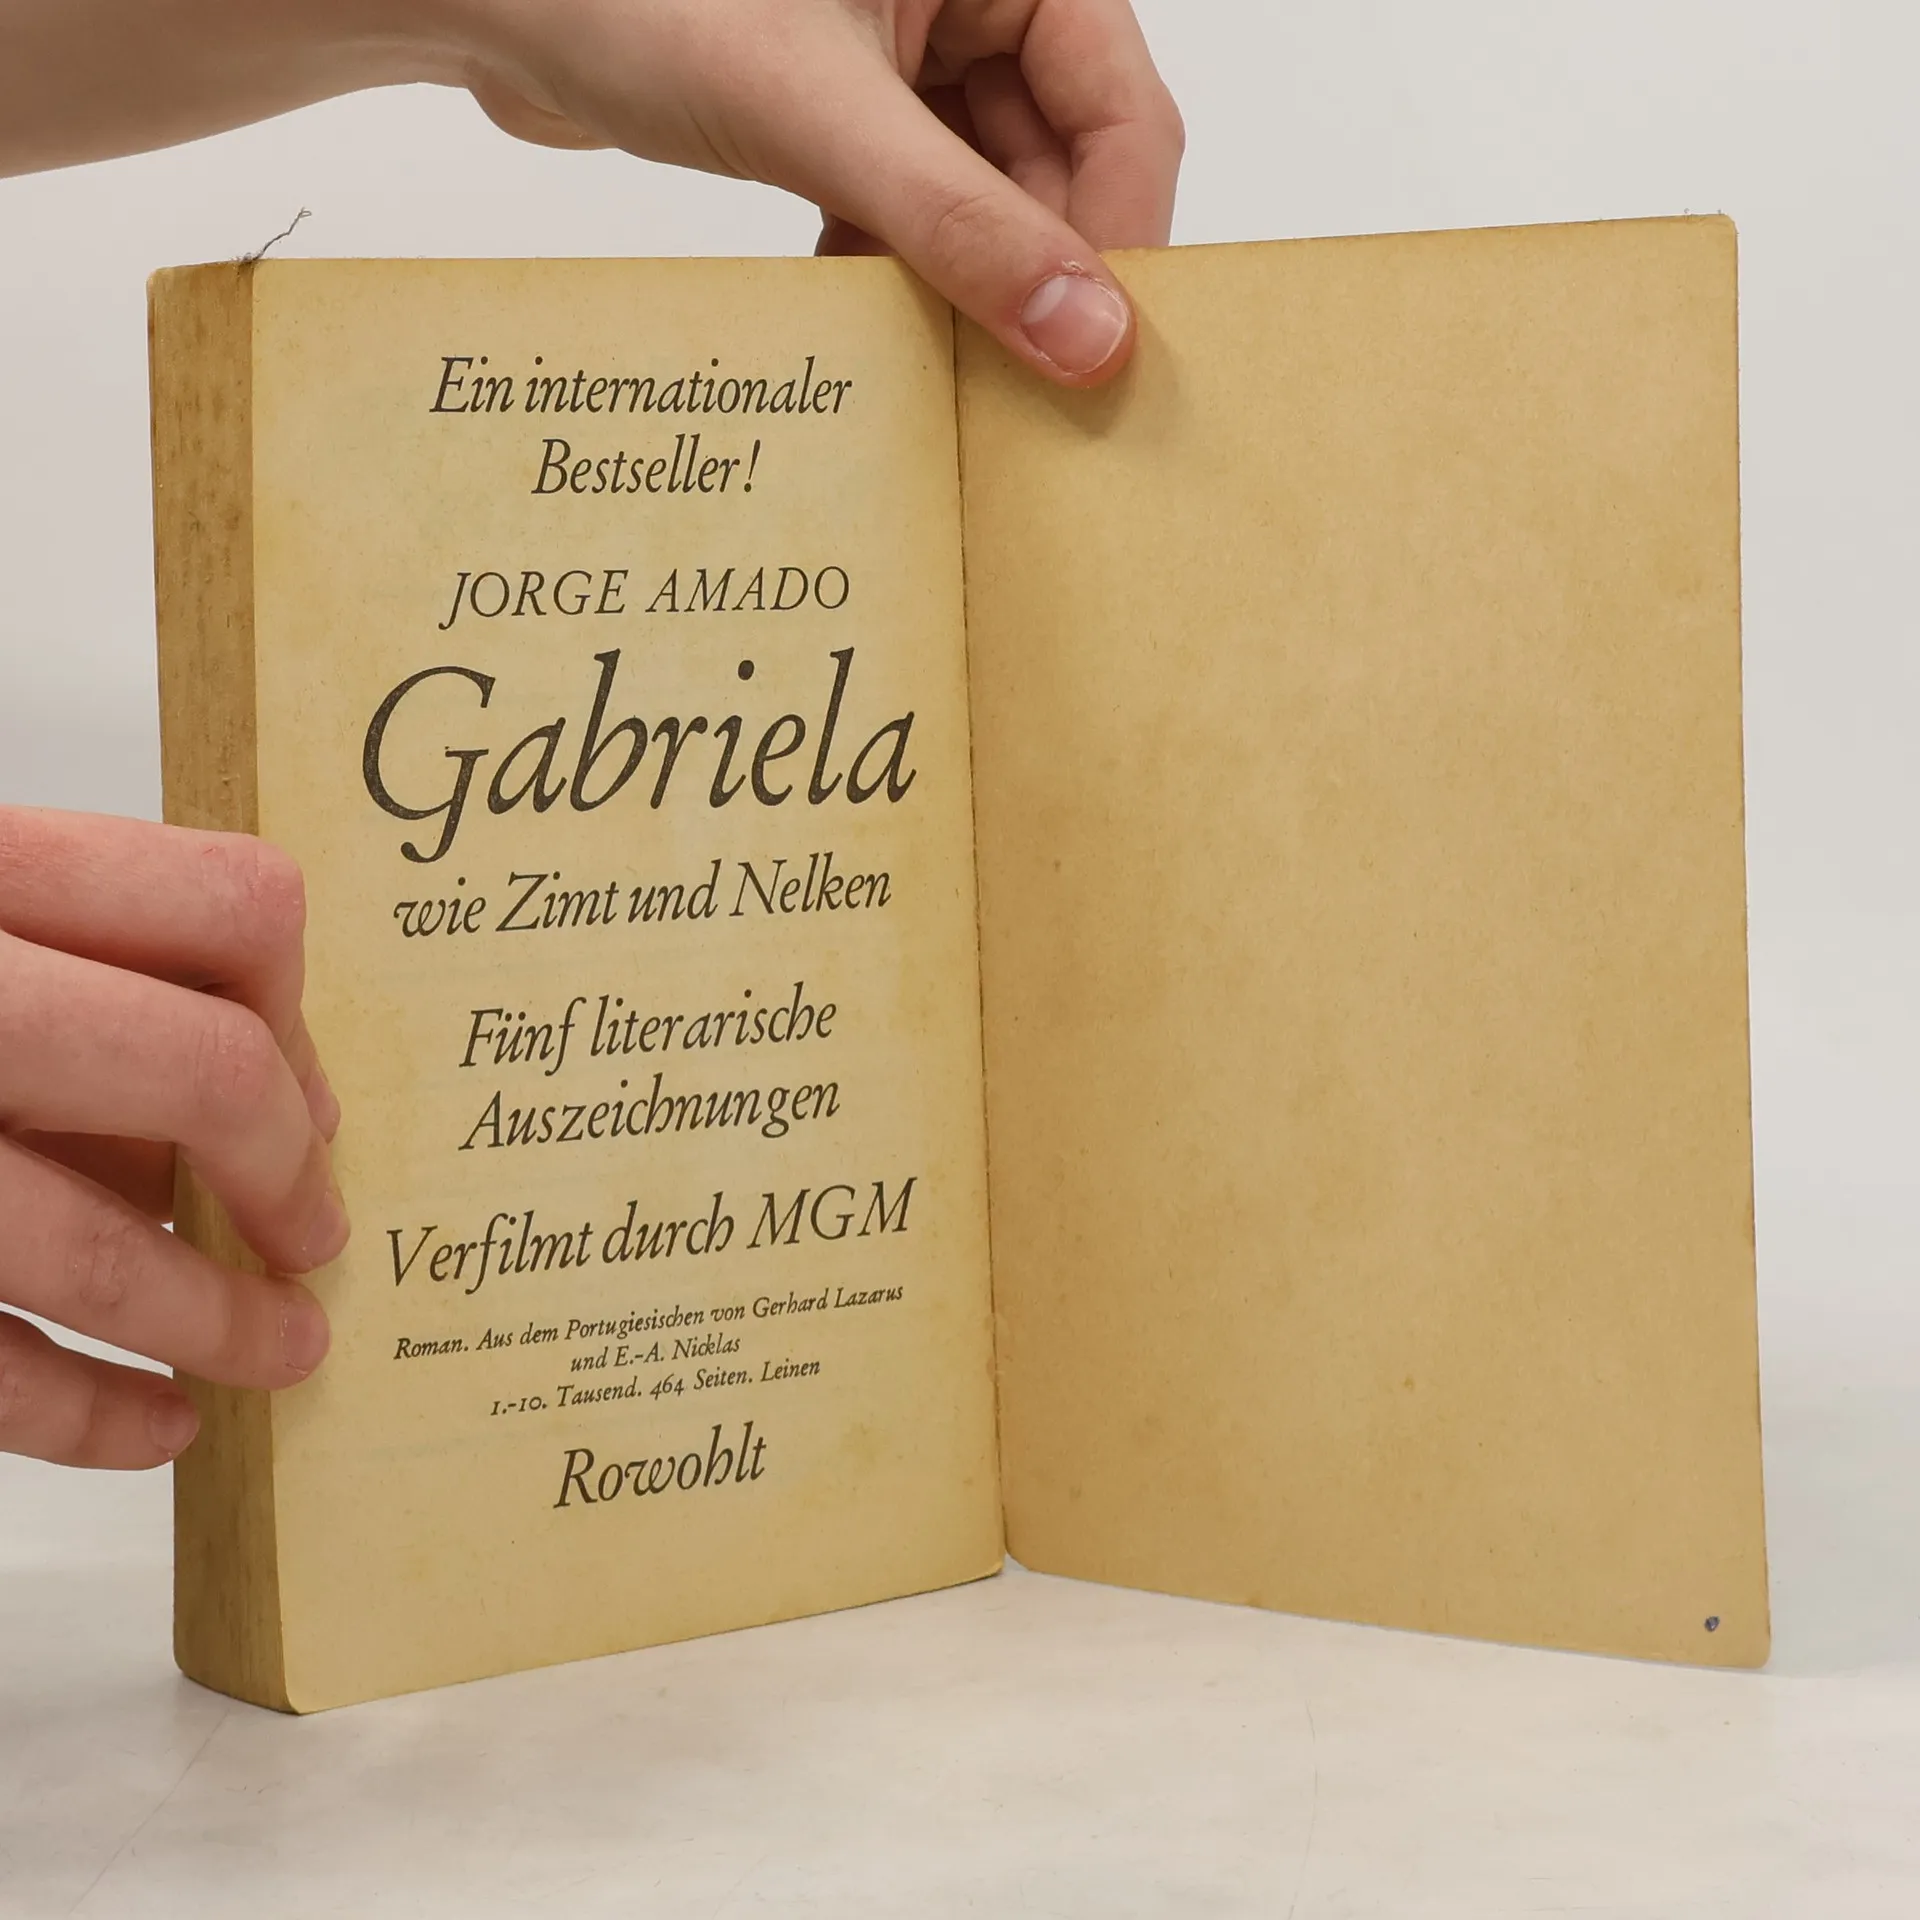 Ein internationaler
Bestseller!
JORGE AMADO
Gabriela
wie Zimt und Nelken
Fünf literarische
Auszeichnungen
Verfilmt durch MGM
Roman. Aus dem Portugiesischen von Gerhard Lazarus
und E.-A. Nicklas
1.-10. Tausend. 464 Seiten. Leinen
Rowohlt